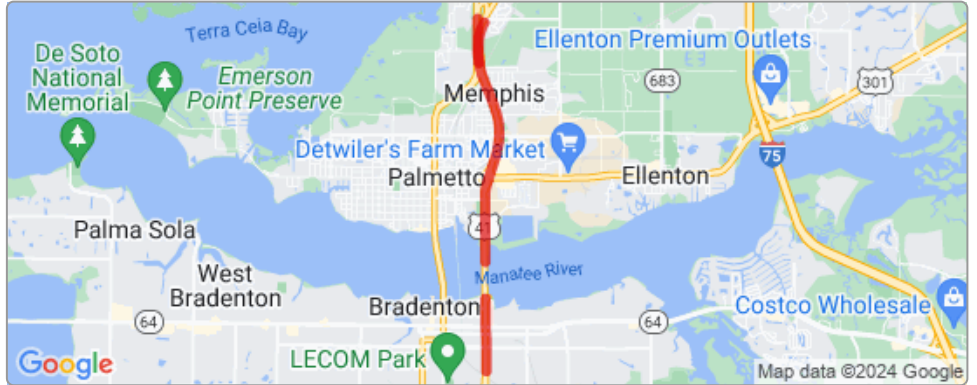 Terra Ceia Bay
Ellenton Premium Outlets
De Soto
National
Memorial
Emerson
Point Preserve
683
301
Memphis
Detwiler's Farm Market
75
Palmetto
Ellenton
41
Palma Sola
Manatee River
West
Bradenton
Bradenton
Costco Wholesale
64
64
LECOM Park
Google
Map data ©2024 Google